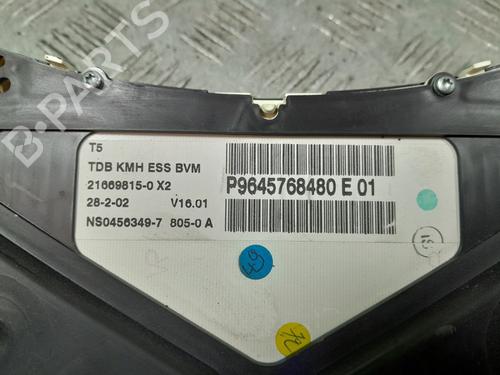 T5
TDB KMH ESS BVM
21669815-0 X2
28-2-02 V16.01
NS0456349-7 805-0 A
P9645768480 E 01
B-PARTS